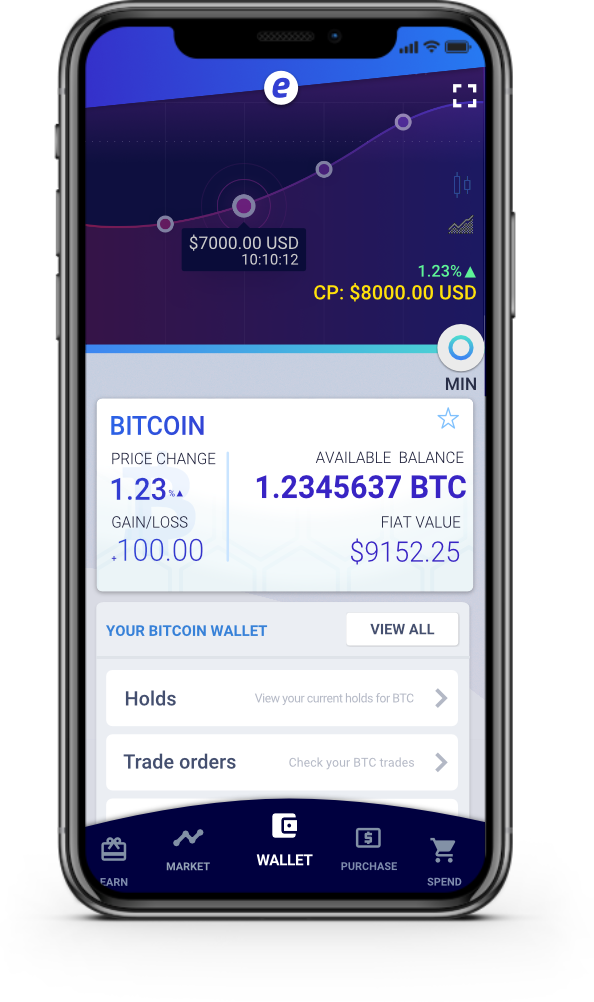 e
$7000.00 USD
10:10:12
1.23%▲
CP: $8000.00 USD
MIN
BITCOIN
PRICE CHANGE
AVAILABLE BALANCE
1.23%▲
1.2345637 BTC
GAIN/LOSS
FIAT VALUE
+100.00
$9152.25
YOUR BITCOIN WALLET
VIEW ALL
Holds
View your current holds for BTC
Trade orders
Check your BTC trades
EARN
MARKET
WALLET
PURCHASE
SPEND